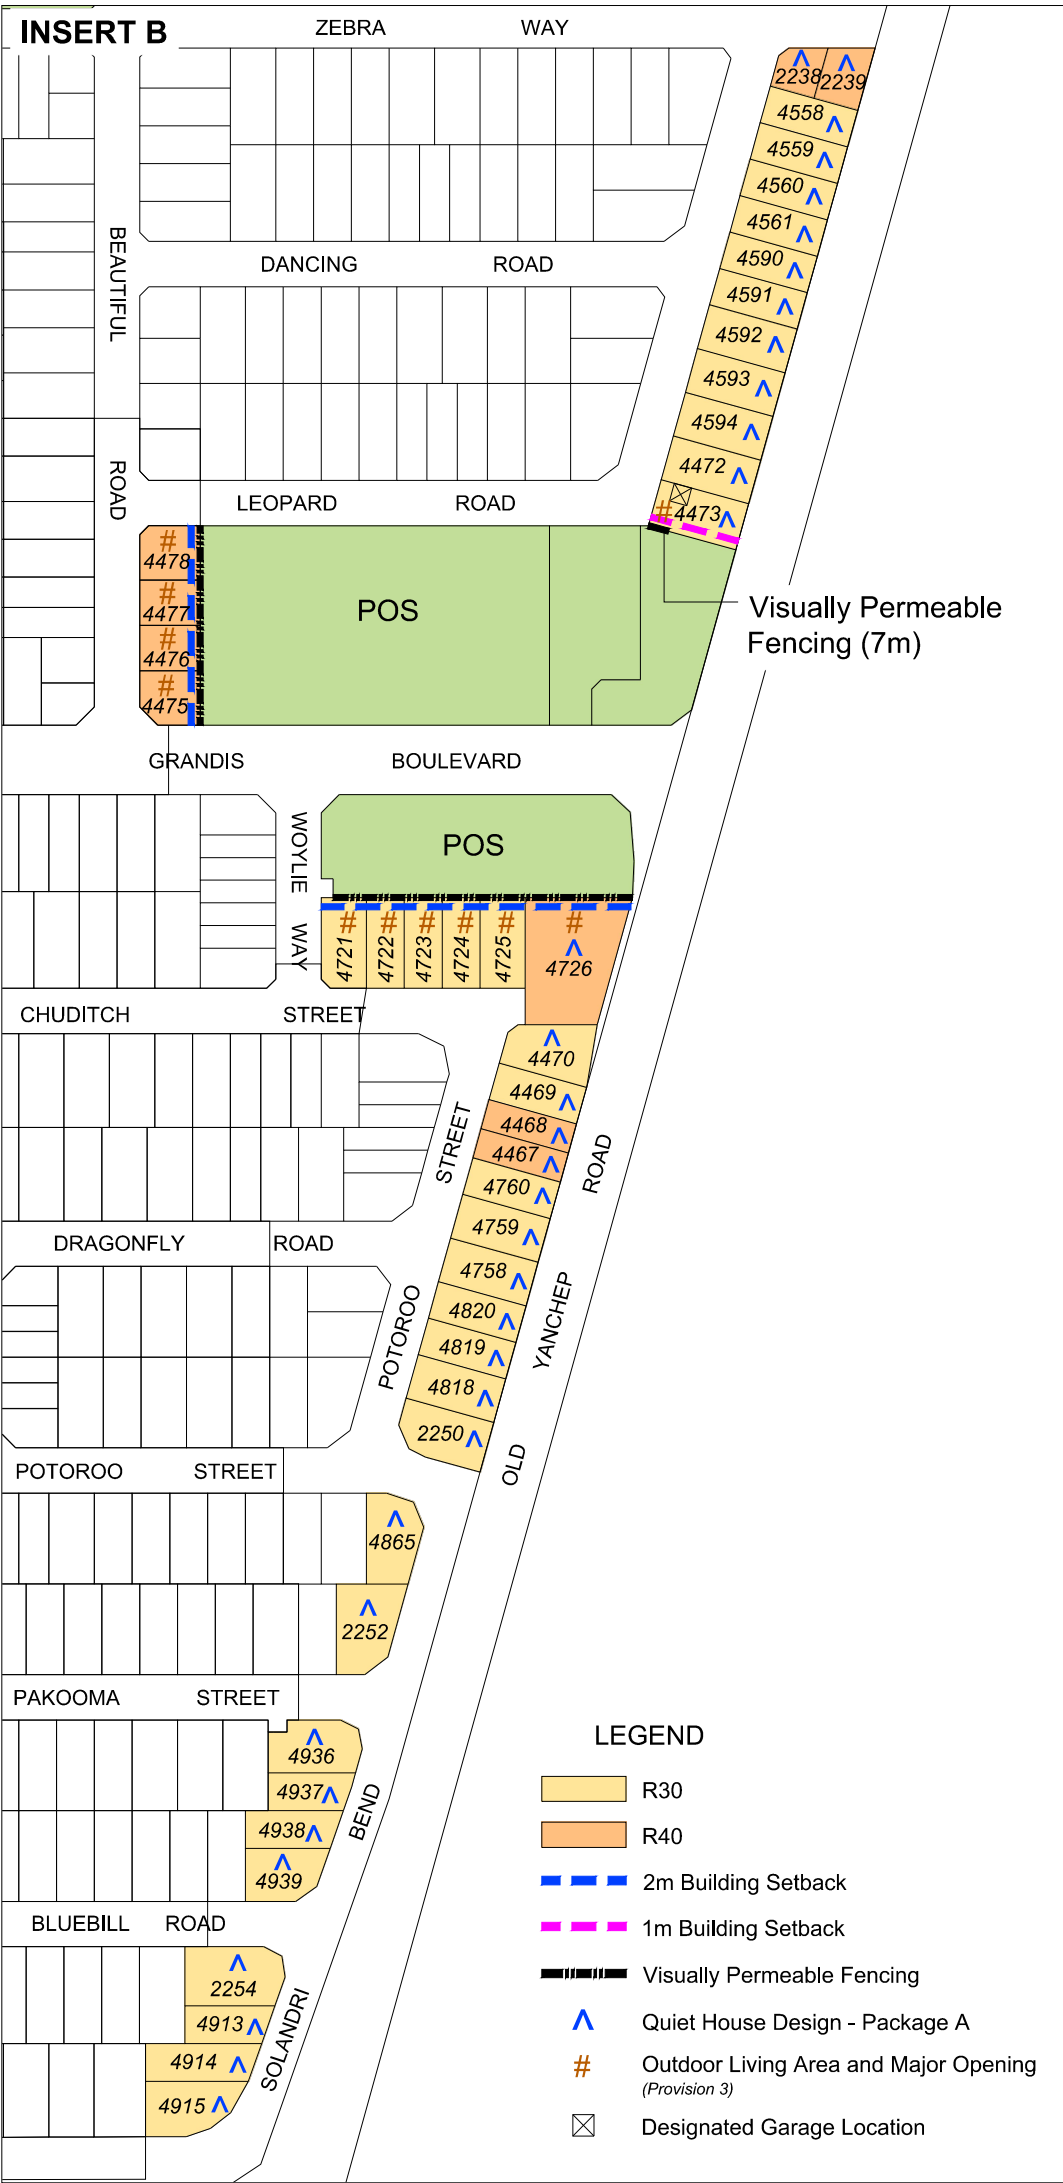 INSERT B
ZEBRA WAY
2238 2239
4558
4559
4560
4561
4590
4591
4592
4593
4594
4472
# 4473
BEAUTIFUL ROAD
DANCING ROAD
LEOPARD ROAD
#
4478
#
4477
#
4476
#
4475
POS
Visually Permeable
Fencing (7m)
GRANDIS BOULEVARD
WOYLIE WAY
POS
# # # # # #
4721 4722 4723 4724 4725 4726
CHUDITCH STREET
4470
4469
4468
4467
4760
4759
4758
4820
4819
4818
2250
POTOROO STREET
OLD YANCHEP ROAD
DRAGONFLY ROAD
POTOROO STREET
4865
2252
PAKOOMA STREET
4936
4937
4938
4939
SOLANDRI BEND
BLUEBILL ROAD
2254
4913
4914
4915
LEGEND
R30
R40
2m Building Setback
1m Building Setback
Visually Permeable Fencing
Quiet House Design - Package A
# Outdoor Living Area and Major Opening
(Provision 3)
Designated Garage Location